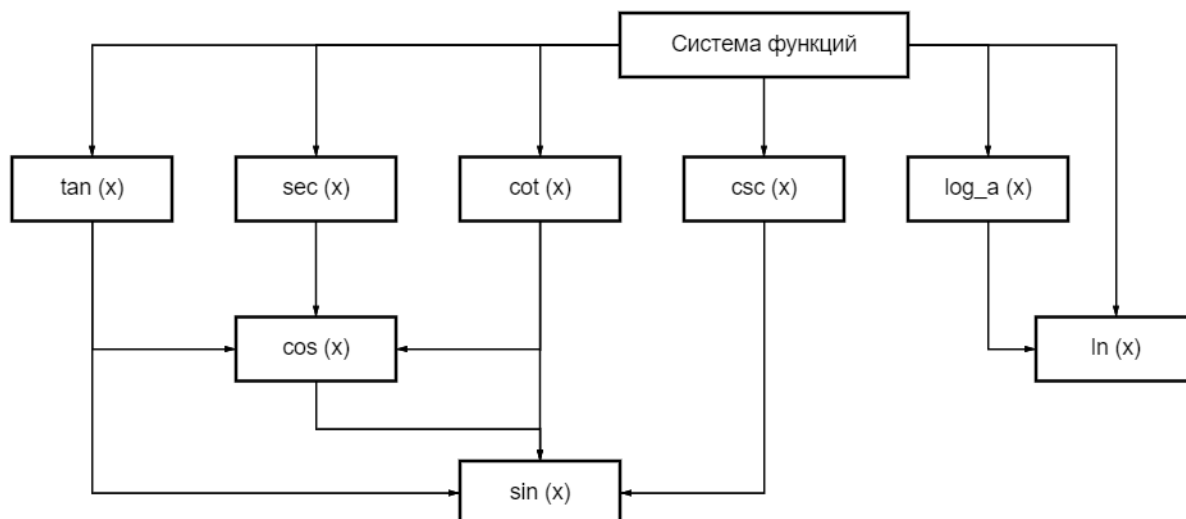 Система функций
tan (x)
sec (x)
cot (x)
csc (x)
log_a (x)
cos (x)
ln (x)
sin (x)